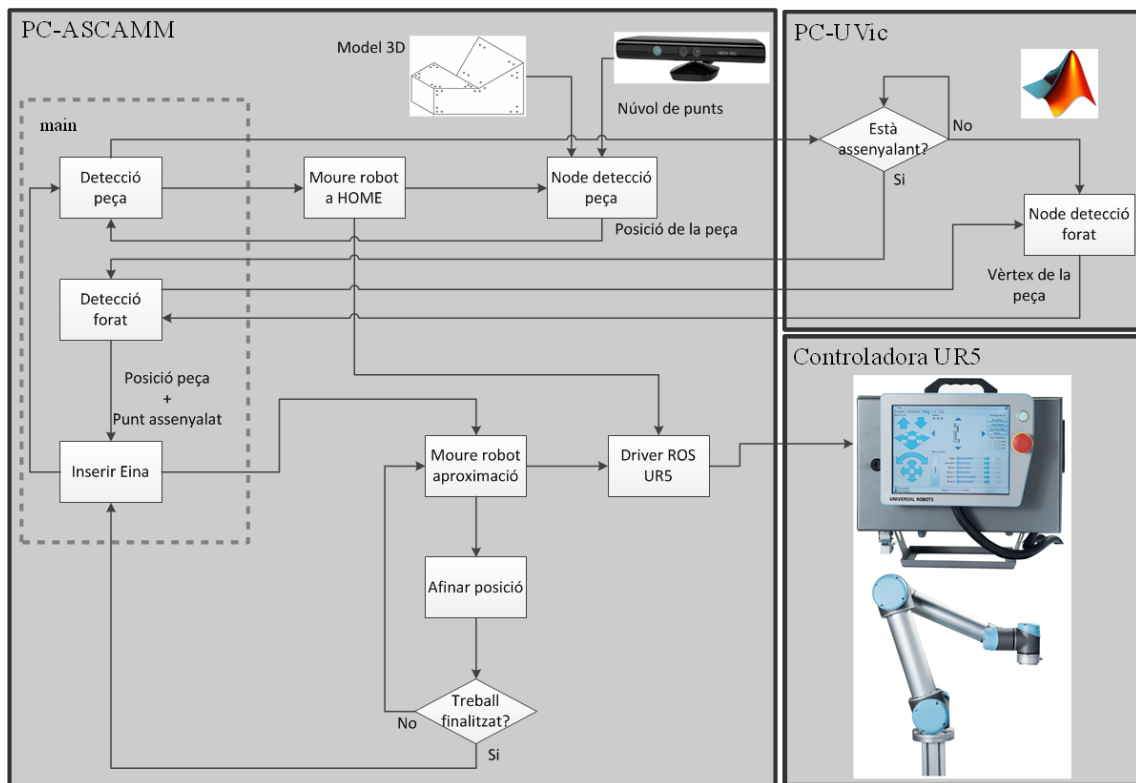 PC-ASCAMM
Model 3D
Núvol de punts
main
Detecció
peça
Moure robot
a HOME
Node detecció
peça
Posició de la peça
Detecció
forat
Posició peça
+
Punt assenyalat
Inserir Eina
Moure robot
aproximació
Driver ROS
UR5
Afinar posició
Treball
finalitzat?
No
Si
PC-UVic
Està
assenyalant?
No
Si
Node detecció
forat
Vèrtex de la
peça
Controladora UR5
UNIVERSAL ROBOTS